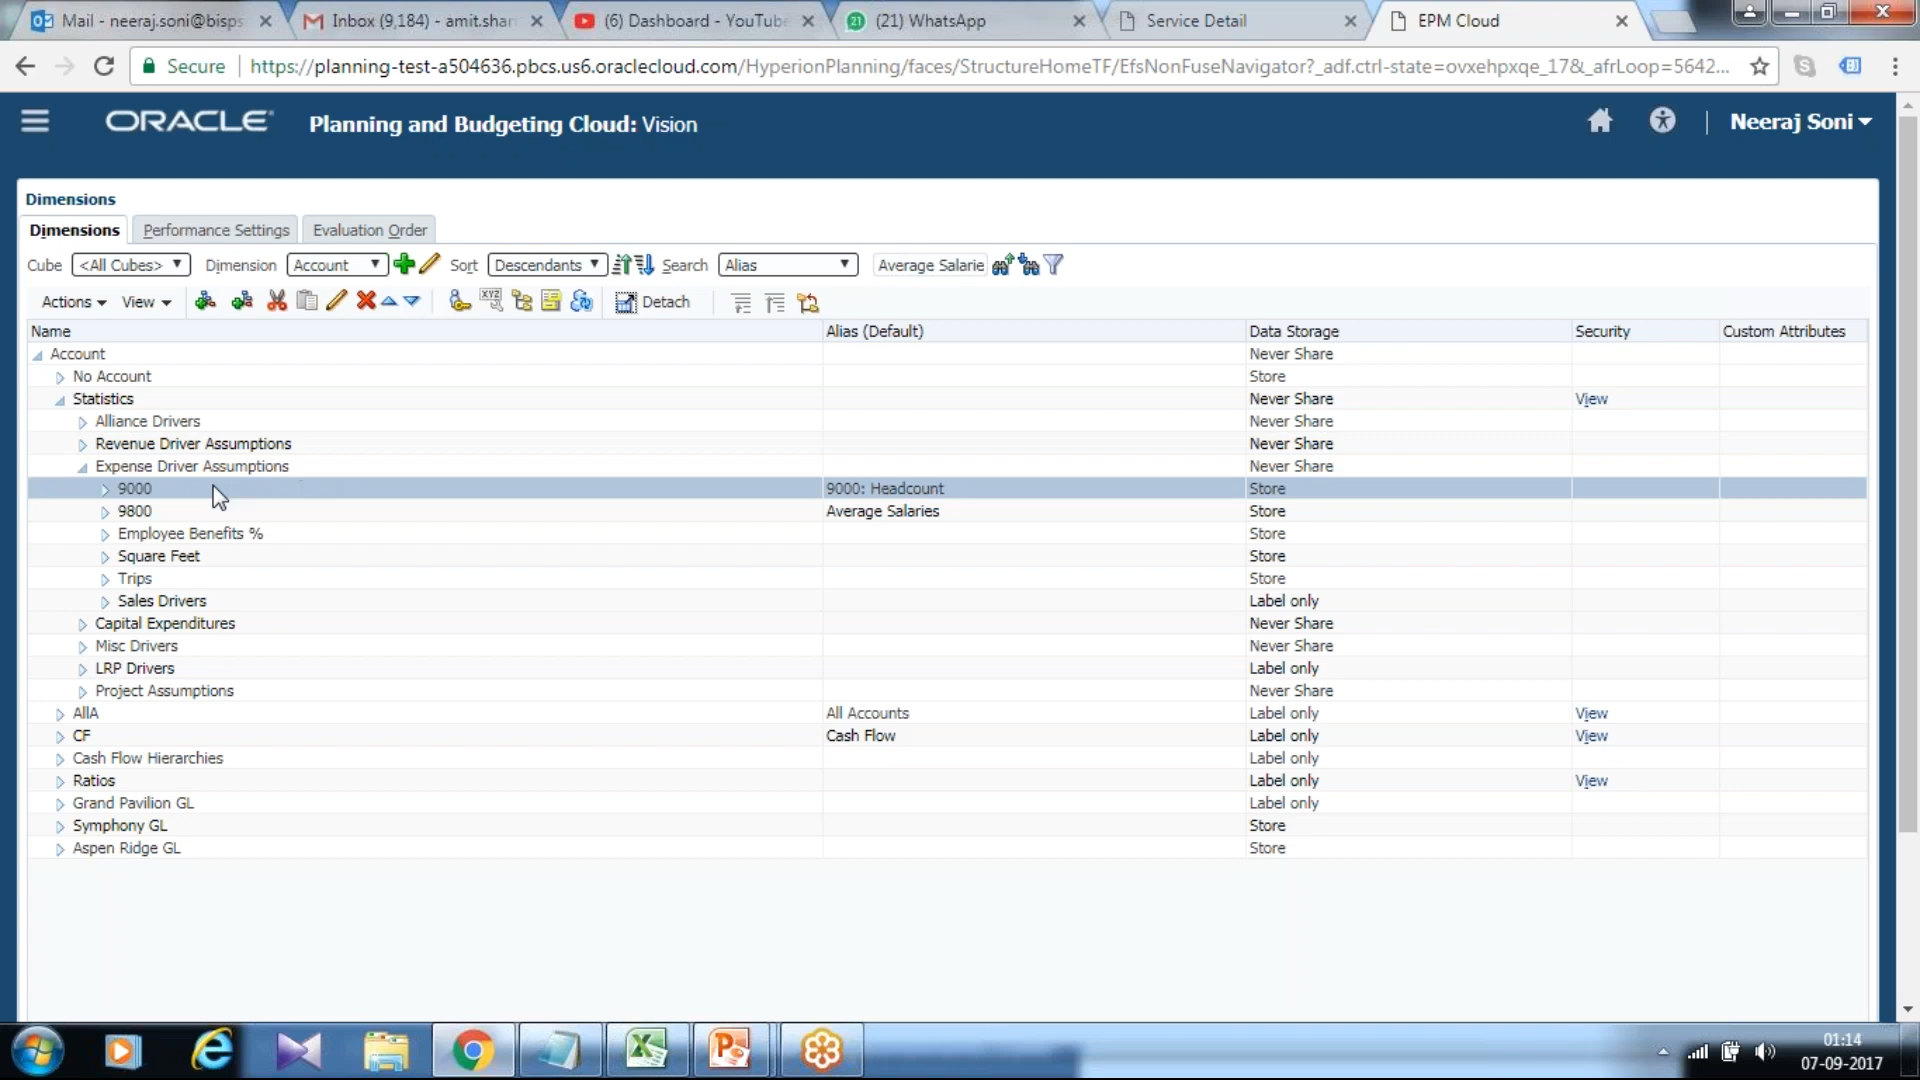 Mail - neeraj.soni@bisps
Inbox (9,184) - amit.shar
(6) Dashboard - YouTube
21
(21) WhatsApp
Service Detail
EPM Cloud
Secure
https://planning-test-a504636.pbcs.us6.oraclecloud.com/HyperionPlanning/faces/StructureHomeTF/EfsNonFuseNavigator?_adf.ctrl-state=ovxehpxqe_17&_afrLoop=5642...
ORACLE
Planning and Budgeting Cloud: Vision
Neeraj Soni
Dimensions
Dimensions
Performance Settings
Evaluation Order
Cube <All Cubes> Dimension Account Sort Descendants Search Alias Average Salarie
Actions View XYZ Detach
Name Alias (Default) Data Storage Security Custom Attributes
Account Never Share
No Account Store
Statistics Never Share View
Alliance Drivers Never Share
Revenue Driver Assumptions Never Share
Expense Driver Assumptions Never Share
9000 9000: Headcount Store
9800 Average Salaries Store
Employee Benefits % Store
Square Feet Store
Trips Store
Sales Drivers Label only
Capital Expenditures Never Share
Misc Drivers Never Share
LRP Drivers Label only
Project Assumptions Never Share
AllA All Accounts Label only View
CF Cash Flow Label only View
Cash Flow Hierarchies Label only
Ratios Label only View
Grand Pavilion GL Label only
Symphony GL Store
Aspen Ridge GL Store
01:14
07-09-2017